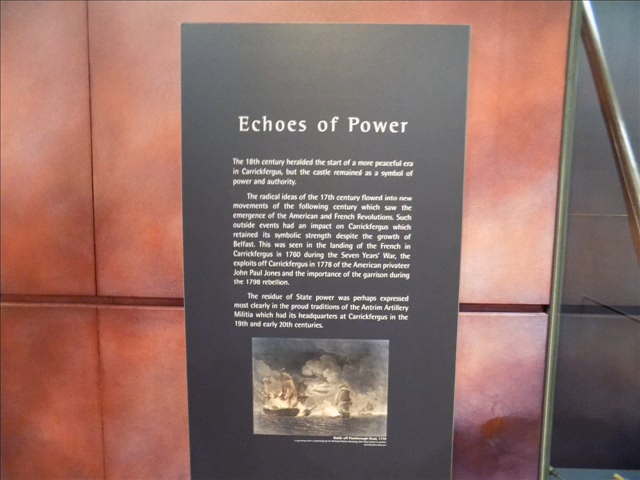 Echoes of Power
The 18th century heralded the start of a more peaceful era
in Carrickfergus, but the castle remained as a symbol of
power and authority.
The radical ideas of the 17th century flowed into new
movements of the following century which saw the
emergence of the American and French Revolutions. Such
outside events had an impact on Carrickfergus which
retained its symbolic strength despite the growth of
Belfast. This was seen in the landing of the French in
Carrickfergus in 1760 during the Seven Years' War, the
exploits off Carrickfergus in 1778 of the American privateer
John Paul Jones and the importance of the garrison during
the 1798 rebellion.
The residue of State power was perhaps expressed
most clearly in the proud traditions of the Antrim Artillery
Militia which had its headquarters at Carrickfergus in the
19th and early 20th centuries.
Battle off Flamborough Head, 1779